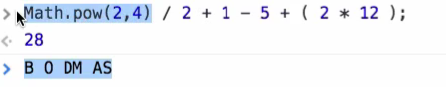 > Math.pow(2,4) / 2 + 1 - 5 + ( 2 * 12 );
28
> B O DM AS